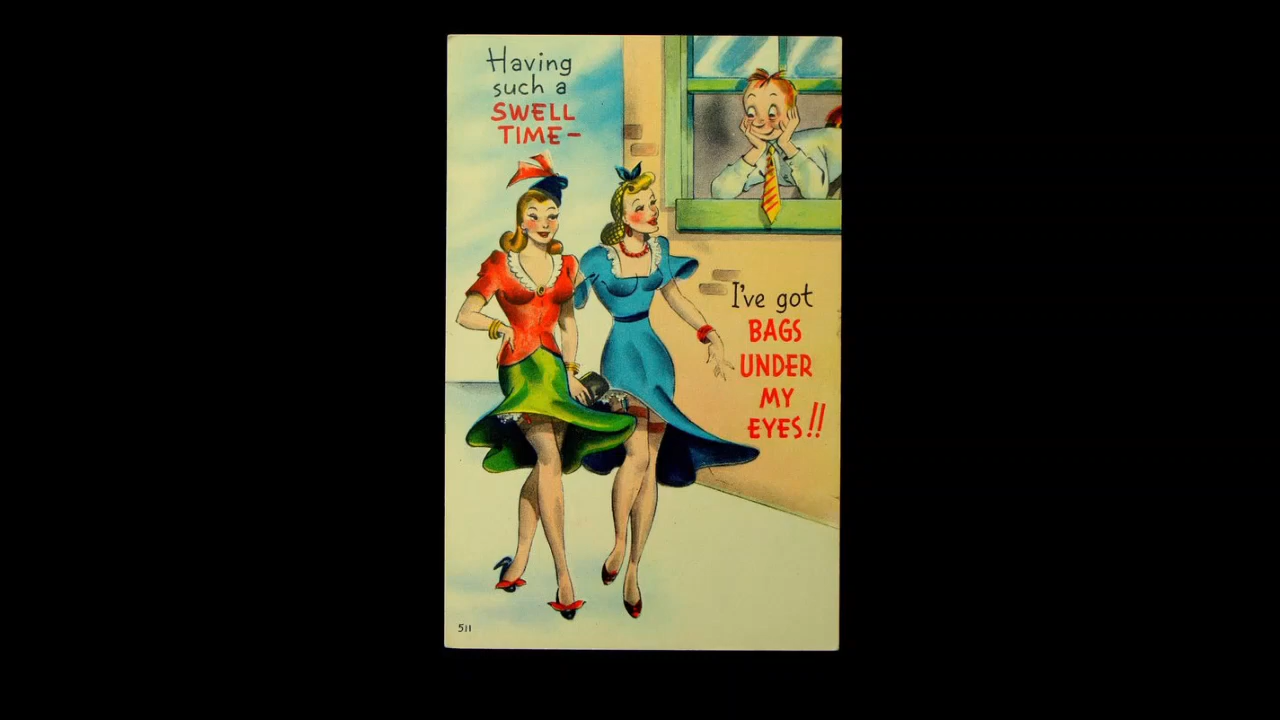 Having
such a
SWELL
TIME-
I've got
BAGS
UNDER
MY
EYES!!
511